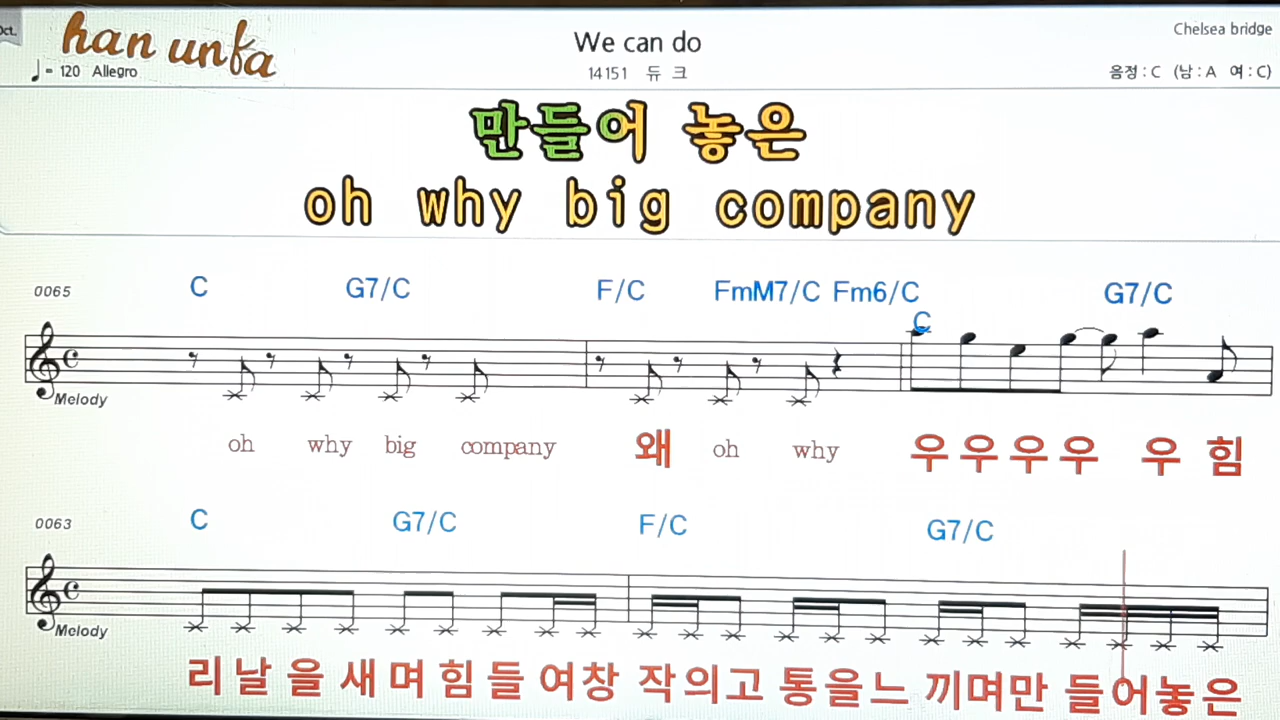 Oct.
han unfa
We can do
Chelsea bridge
♩= 120 Allegro
14151 듀 크
음정 : C (남 : A 여 : C)
만들어 놓은
oh why big company
0065 C G7/C F/C FmM7/C Fm6/C C G7/C
Melody
oh why big company 왜 oh why 우 우 우 우 우 힘
0063 C G7/C F/C G7/C
Melody
리 날 을 새 며 힘 들 여 창 작 의 고 통 을 느 끼 며 만 들 어 놓 은